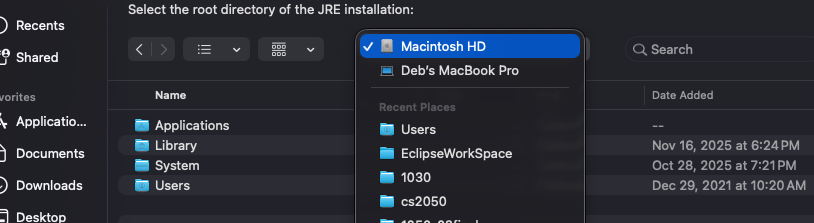 Select the root directory of the JRE installation:
Recents
Shared
vorites
Applicatio...
Documents
Downloads
Desktop
Macintosh HD
Deb's MacBook Pro
Recent Places
Users
EclipseWorkSpace
1030
cs2050
Search
Name
Date Added
Applications
--
Library
Nov 16, 2025 at 6:24 PM
System
Oct 28, 2025 at 7:21 PM
Users
Dec 29, 2021 at 10:20 AM